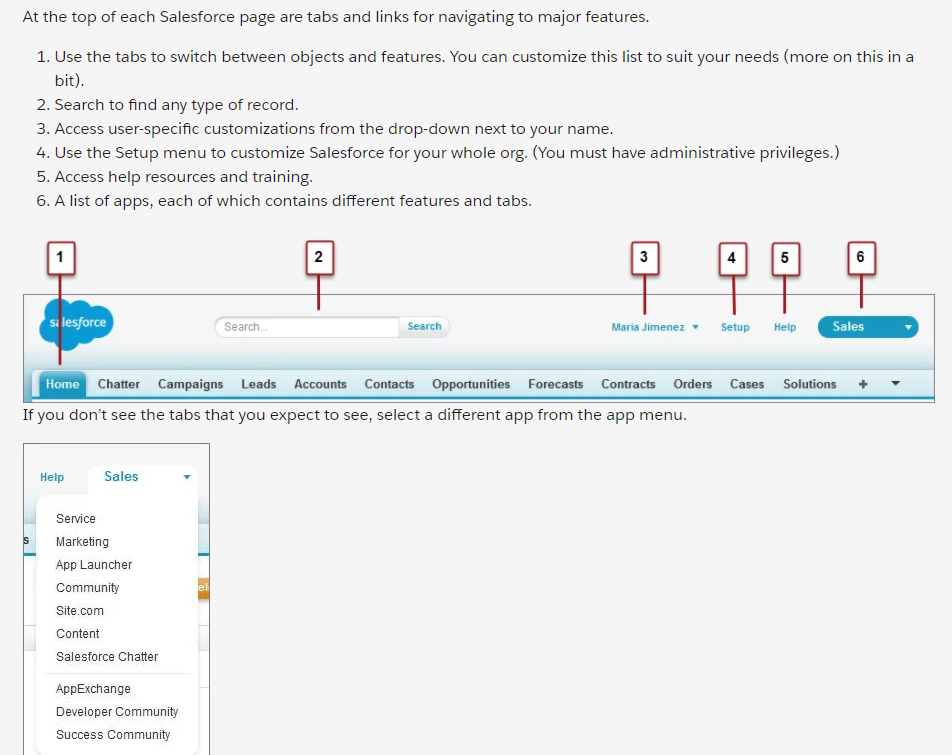 At the top of each Salesforce page are tabs and links for navigating to major features.
1. Use the tabs to switch between objects and features. You can customize this list to suit your needs (more on this in a
bit).
2. Search to find any type of record.
3. Access user-specific customizations from the drop-down next to your name.
4. Use the Setup menu to customize Salesforce for your whole org. (You must have administrative privileges.)
5. Access help resources and training.
6. A list of apps, each of which contains different features and tabs.
1 2 3 4 5 6
salesforce Search... Search Maria Jimenez Setup Help Sales
Home Chatter Campaigns Leads Accounts Contacts Opportunities Forecasts Contracts Orders Cases Solutions +
If you don’t see the tabs that you expect to see, select a different app from the app menu.
Help Sales
Service
s Marketing
App Launcher
Community
Site.com
Content
Salesforce Chatter
AppExchange
Developer Community
Success Community